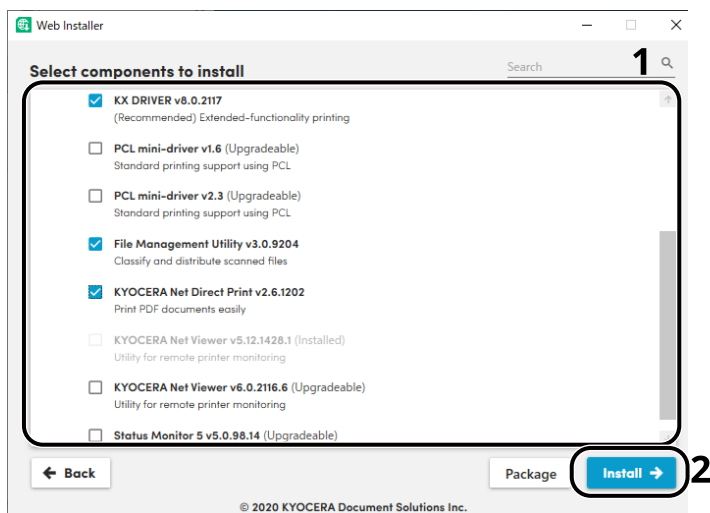 Web Installer
Select components to install
Search
1
KX DRIVER v8.0.2117
(Recommended) Extended-functionality printing
PCL mini-driver v1.6 (Upgradeable)
Standard printing support using PCL
PCL mini-driver v2.3 (Upgradeable)
Standard printing support using PCL
File Management Utility v3.0.9204
Classify and distribute scanned files
KYOCERA Net Direct Print v2.6.1202
Print PDF documents easily
KYOCERA Net Viewer v5.12.1428.1 (Installed)
Utility for remote printer monitoring
KYOCERA Net Viewer v6.0.2116.6 (Upgradeable)
Utility for remote printer monitoring
Status Monitor 5 v5.0.98.14 (Upgradeable)
Back
Package
Install
2
© 2020 KYOCERA Document Solutions Inc.